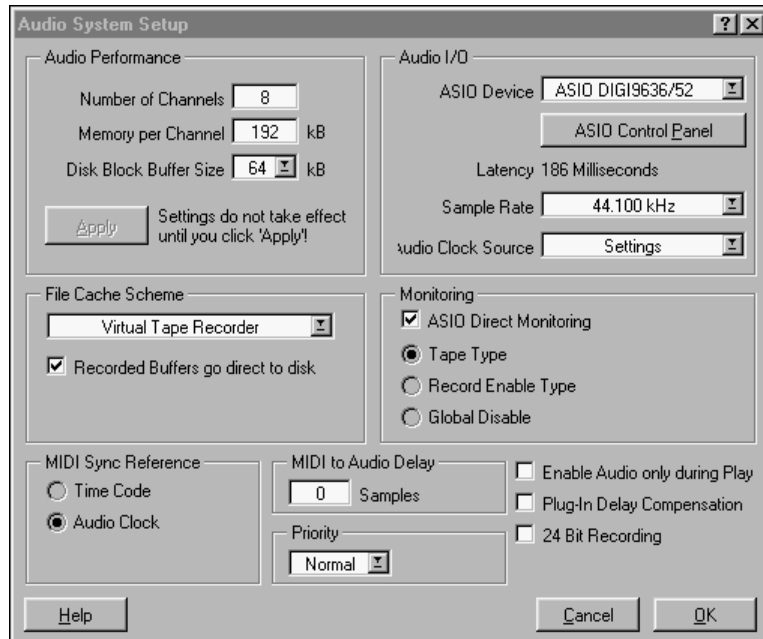 Audio System Setup
Audio Performance
Number of Channels 8
Memory per Channel 192 kB
Disk Block Buffer Size 64 kB
Apply
Settings do not take effect
until you click 'Apply'!
Audio I/O
ASIO Device ASIO DIGI9636/52
ASIO Control Panel
Latency 186 Milliseconds
Sample Rate 44.100 kHz
Audio Clock Source Settings
File Cache Scheme
Virtual Tape Recorder
Recorded Buffers go direct to disk
Monitoring
ASIO Direct Monitoring
Tape Type
Record Enable Type
Global Disable
MIDI Sync Reference
Time Code
Audio Clock
MIDI to Audio Delay
0 Samples
Priority
Normal
Enable Audio only during Play
Plug-In Delay Compensation
24 Bit Recording
Help
Cancel
OK